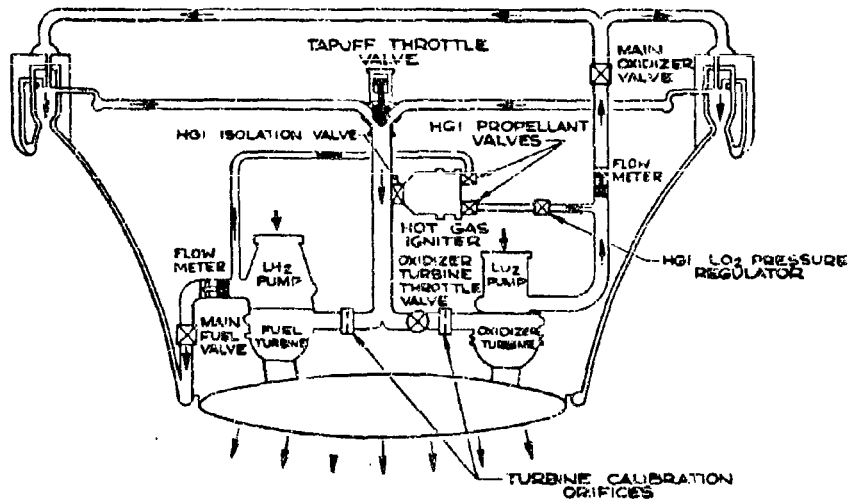 TAPOFF THROTTLE
VALVE
MAIN
OXIDIZER
VALVE
HGI ISOLATION VALVE
HGI PROPELLANT
VALVES
FLOW
METER
HOT GAS
IGNITER
HGI LO2 PRESSURE
REGULATOR
FLOW
METER
LH2
PUMP
OXIDIZER
TURBINE
THROTTLE
VALVE
LO2
PUMP
MAIN
FUEL
VALVE
FUEL
TURBINE
OXIDIZER
TURBINE
TURBINE CALIBRATION
ORIFICES